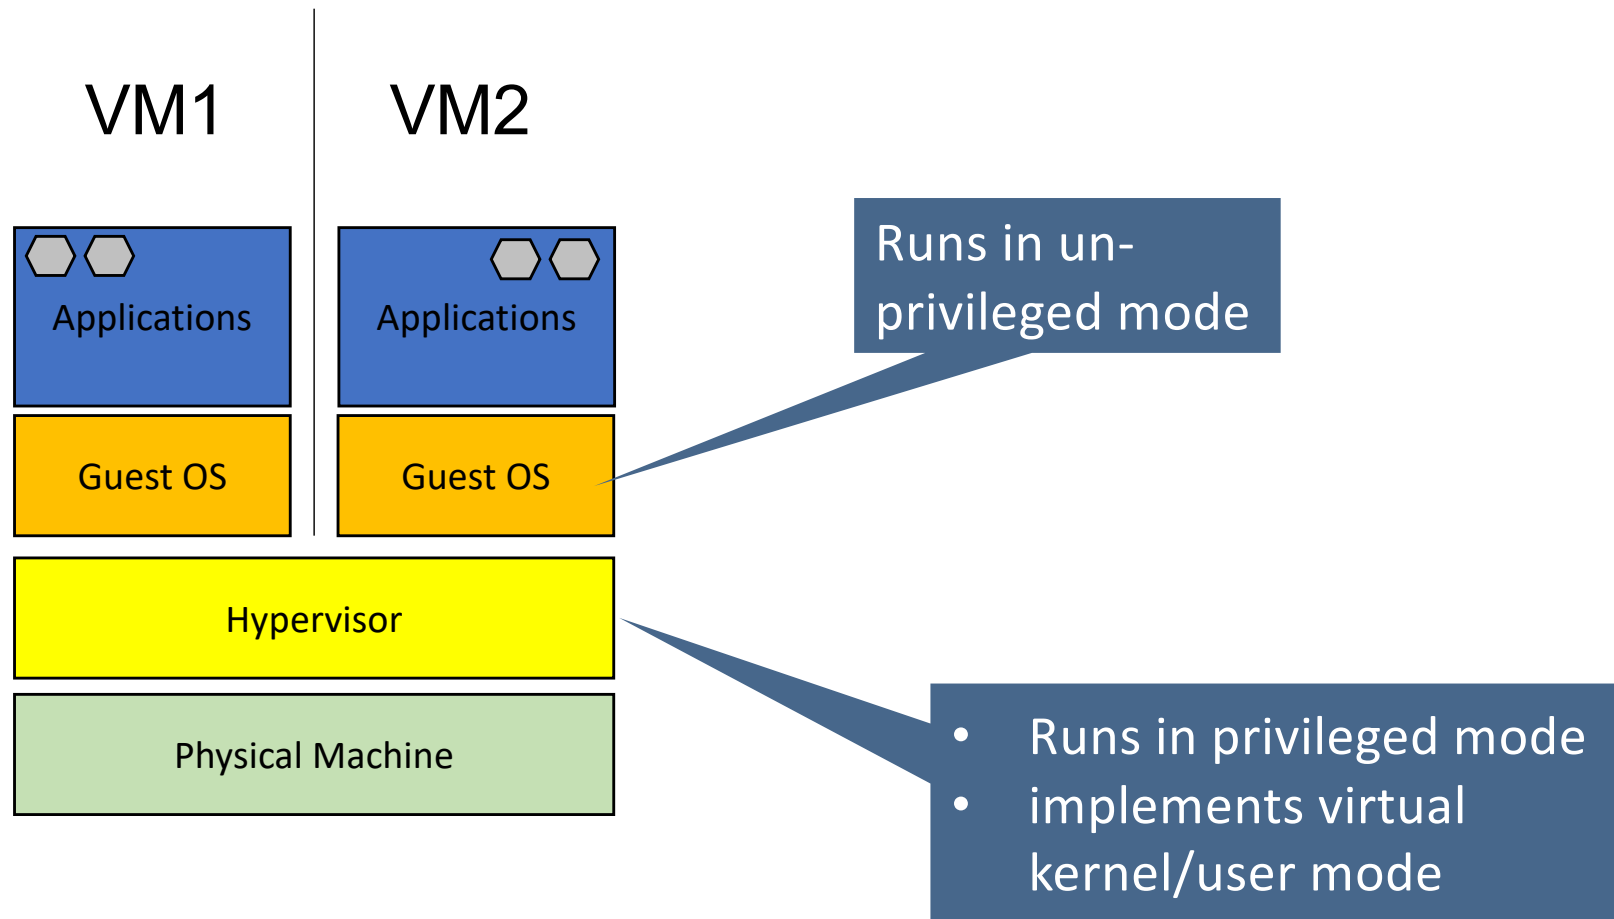 VM1
VM2
Applications
Applications
Guest OS
Guest OS
Hypervisor
Physical Machine
Runs in un-
privileged mode
• Runs in privileged mode
• implements virtual
kernel/user mode